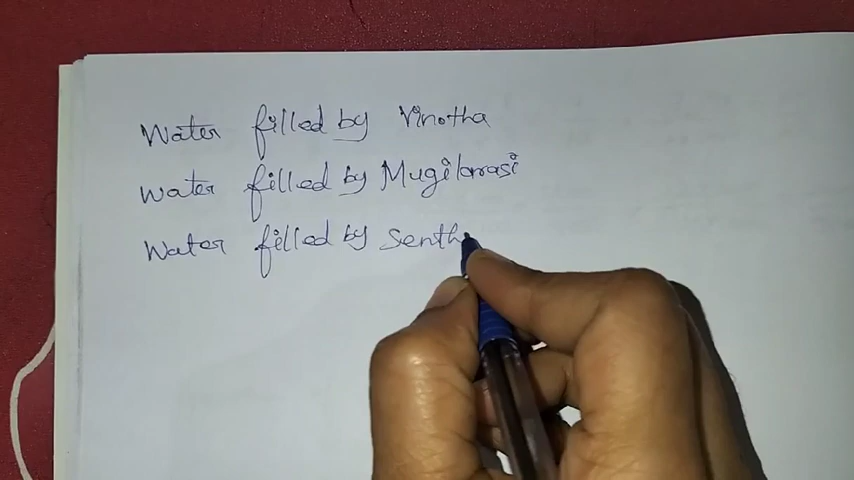 Water filled by Vinotha
Water filled by Mugilarasi
Water filled by Senth